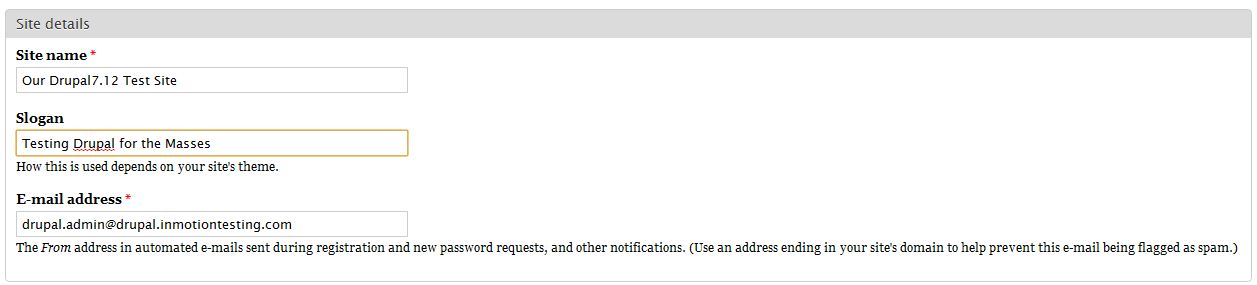 Site details
Site name *
Our Drupal7.12 Test Site
Slogan
Testing Drupal for the Masses
How this is used depends on your site's theme.
E-mail address *
drupal.admin@drupal.inmotiontesting.com
The From address in automated e-mails sent during registration and new password requests, and other notifications. (Use an address ending in your site's domain to help prevent this e-mail being flagged as spam.)